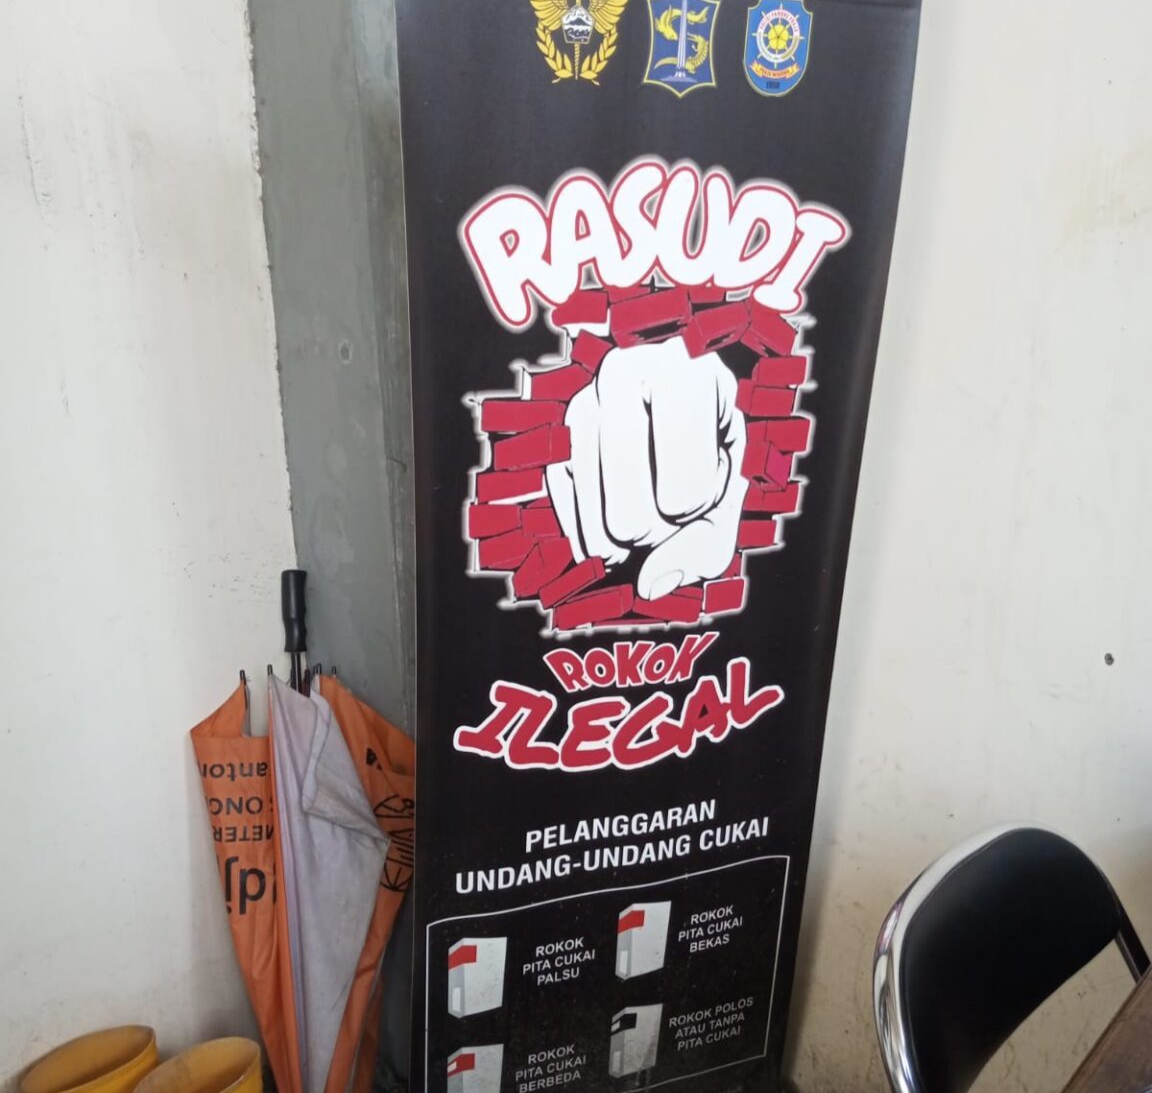 RASUDI
ROKOK
ILEGAL
PELANGGARAN
UNDANG-UNDANG CUKAI
ROKOK
PITA CUKAI
PALSU
ROKOK
PITA CUKAI
BEKAS
ROKOK
PITA CUKAI
BERBEDA
ROKOK POLOS
ATAU TANPA
PITA CUKAI